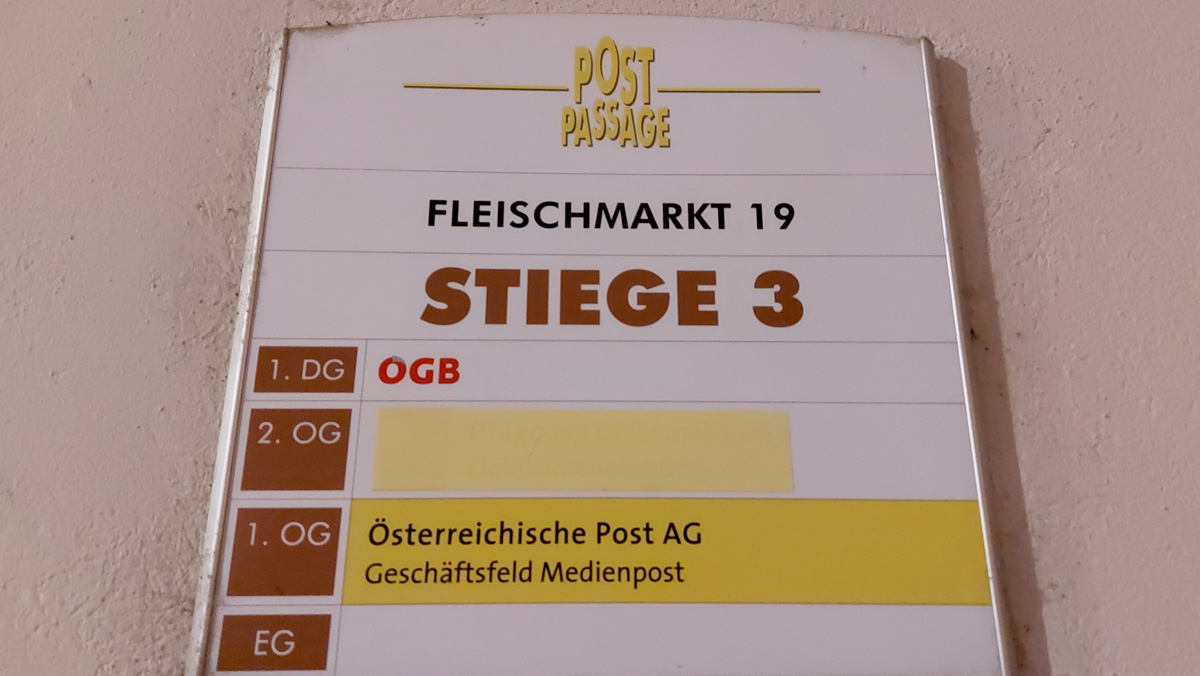 POST
PASSAGE
FLEISCHMARKT 19
STIEGE 3
1. DG ÖGB
2. OG
1. OG Österreichische Post AG
Geschäftsfeld Medienpost
EG